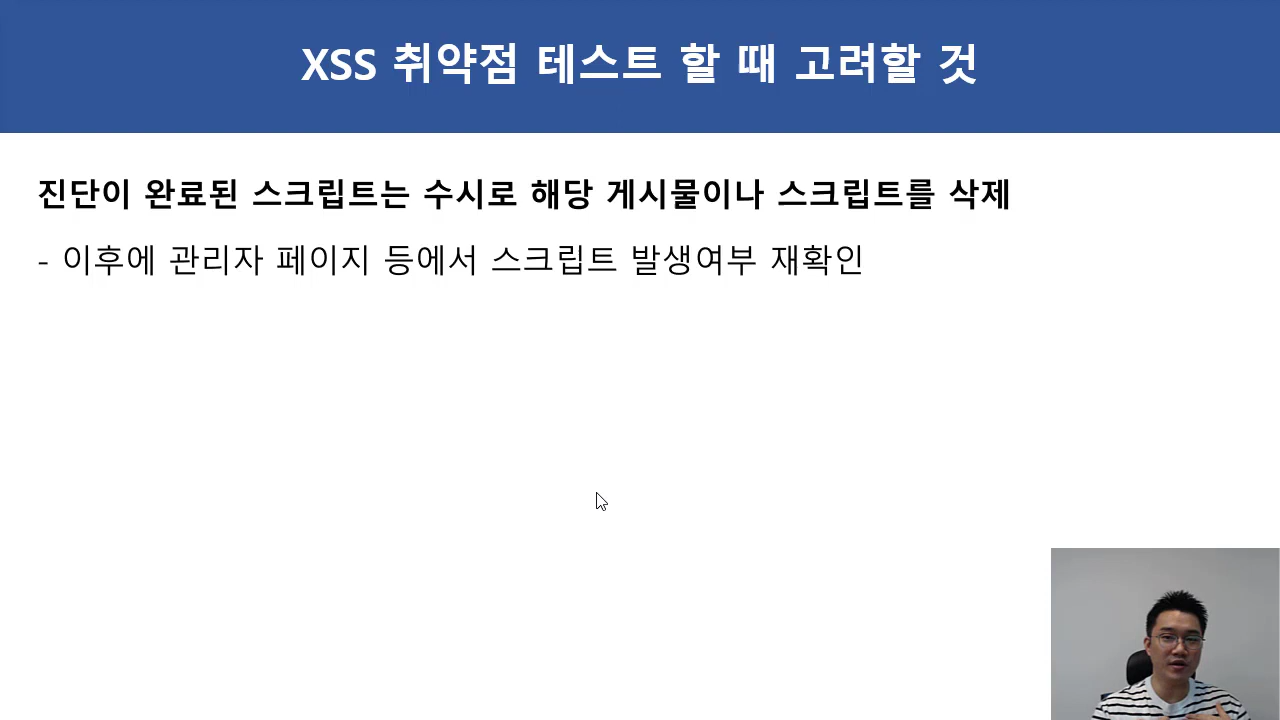 XSS 취약점 테스트 할 때 고려할 것
진단이 완료된 스크립트는 수시로 해당 게시물이나 스크립트를 삭제
- 이후에 관리자 페이지 등에서 스크립트 발생여부 재확인